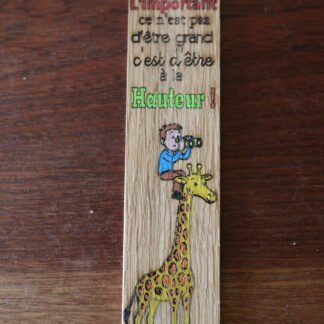 L'important
ce n'est pas
d'être grand
c'est d'être
à la
Hauteur !